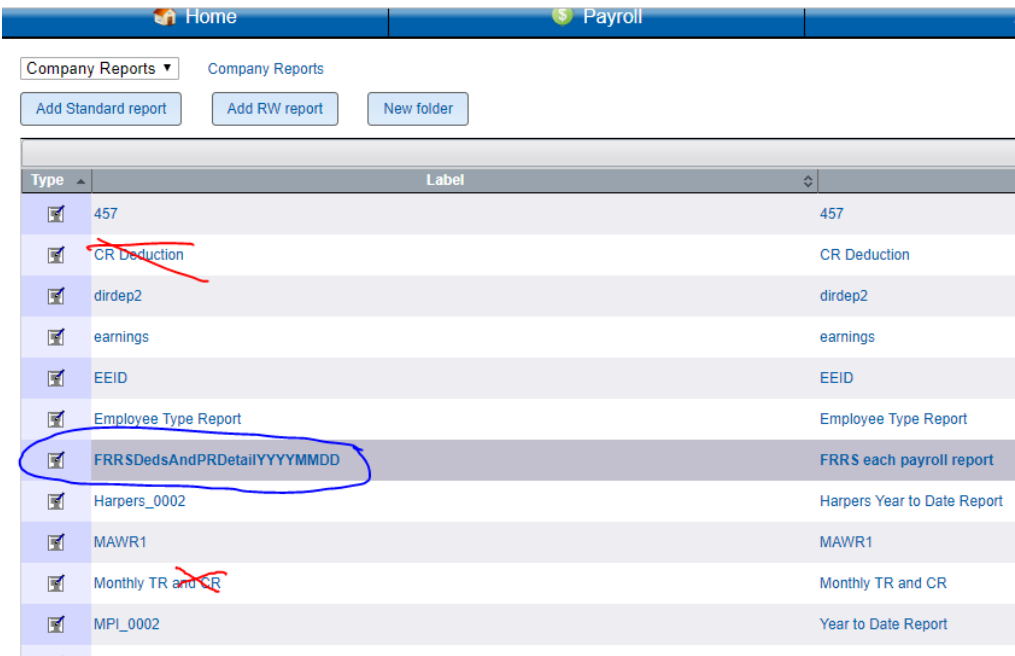 Home Payroll
Company Reports Company Reports
Add Standard report Add RW report New folder
Type Label
457 457
CR Deduction CR Deduction
dirdep2 dirdep2
earnings earnings
EEID EEID
Employee Type Report Employee Type Report
FRRSDedsAndPRDetailYYYYMMDD FRRS each payroll report
Harpers_0002 Harpers Year to Date Report
MAWR1 MAWR1
Monthly TR and CR Monthly TR and CR
MPI_0002 Year to Date Report